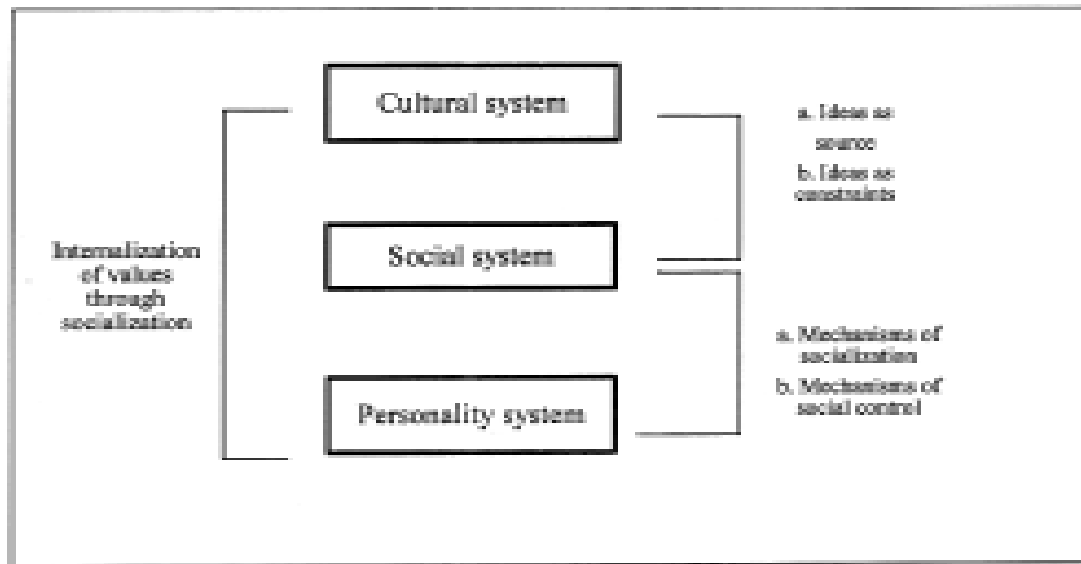 Cultural system
a. Ideas as
source
b. Ideas as
constraints
Internalization
of values
through
socialization
Social system
a. Mechanisms of
socialization
b. Mechanisms of
social control
Personality system